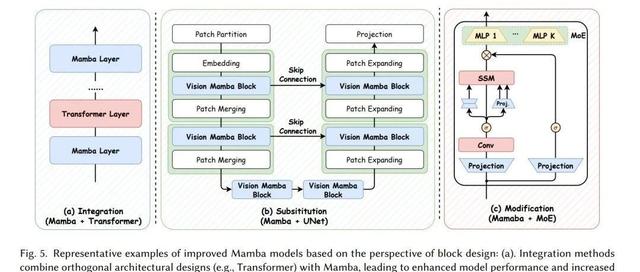 Mamba Layer
......
Transformer Layer
Mamba Layer
(a) Integration
(Mamba + Transformer)
Patch Partition
Embedding
Vision Mamba Block
Patch Merging
Vision Mamba Block
Patch Merging
Vision Mamba
Block
Vision Mamba
Block
Skip
Connection
Skip
Connection
Projection
Patch Expanding
Vision Mamba Block
Patch Expanding
Vision Mamba Block
Patch Expanding
(b) Subsititution
(Mamba + UNet)
MLP 1
...
MLP K
MoE
SSM
Proj.
σ
σ
Conv
Projection
Projection
(c) Modification
(Mamaba + MoE)
Fig. 5. Representative examples of improved Mamba models based on the perspective of block design: (a). Integration methods
combine orthogonal architectural designs (e.g., Transformer) with Mamba, leading to enhanced model performance and increased